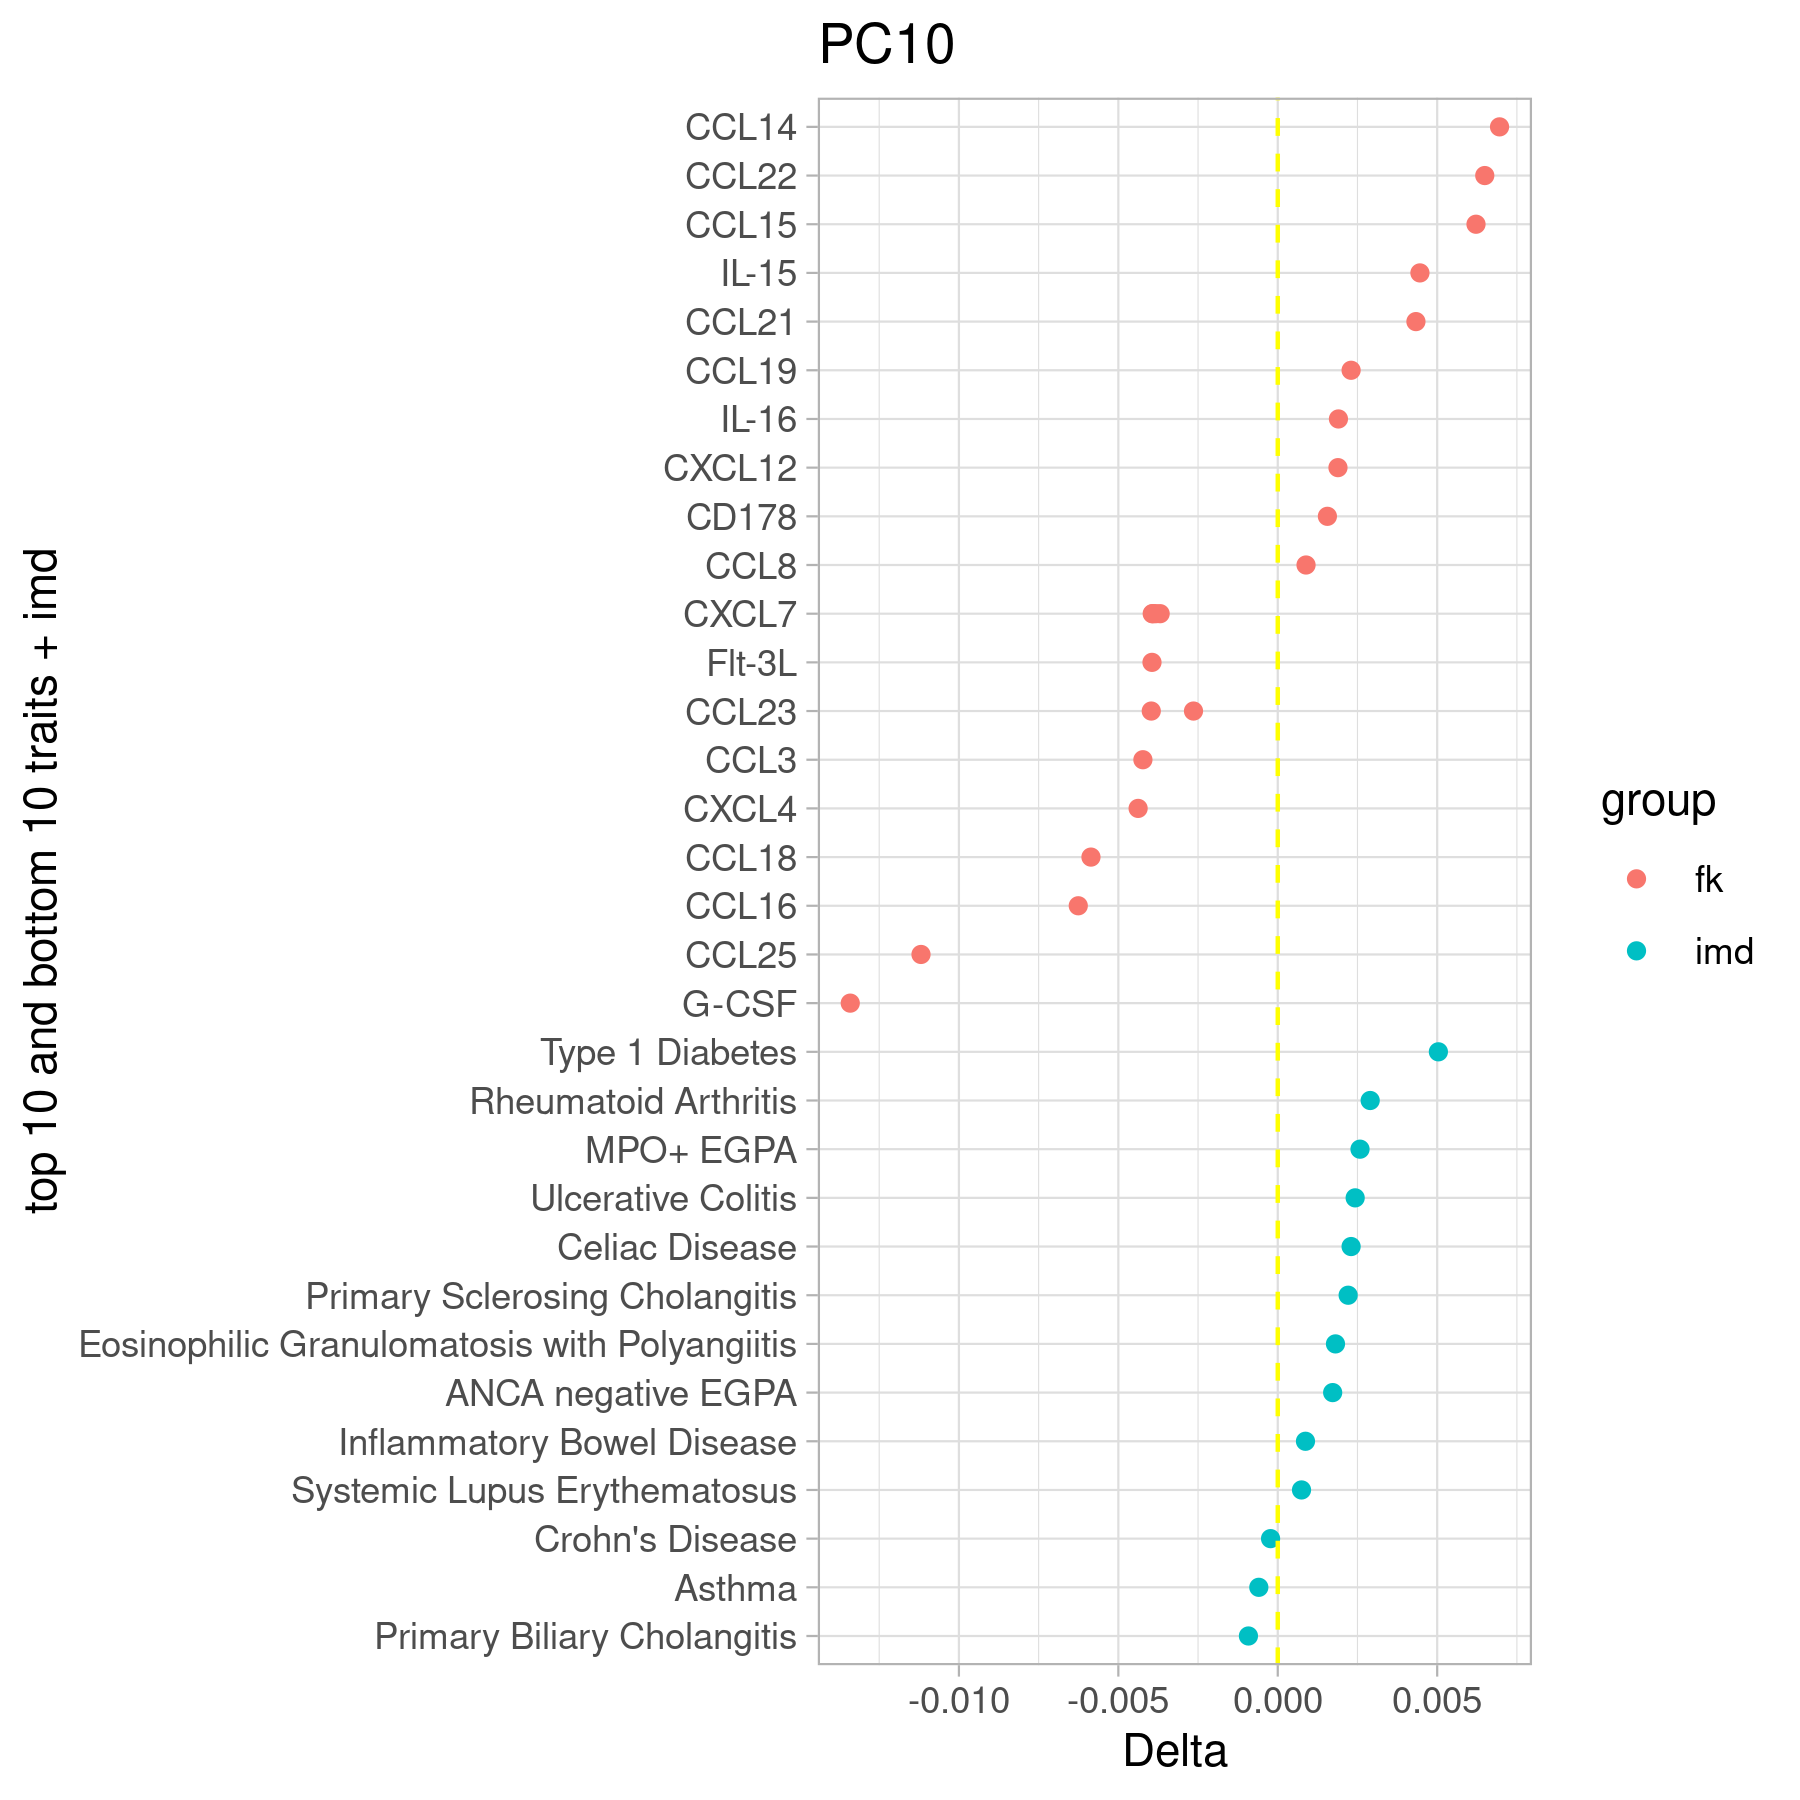 PC10
CCL14
CCL22
CCL15
IL-15
CCL21
CCL19
IL-16
CXCL12
CD178
CCL8
CXCL7
Flt-3L
CCL23
CCL3
CXCL4
CCL18
CCL16
CCL25
G-CSF
Type 1 Diabetes
Rheumatoid Arthritis
MPO+ EGPA
Ulcerative Colitis
Celiac Disease
Primary Sclerosing Cholangitis
Eosinophilic Granulomatosis with Polyangiitis
ANCA negative EGPA
Inflammatory Bowel Disease
Systemic Lupus Erythematosus
Crohn's Disease
Asthma
Primary Biliary Cholangitis
top 10 and bottom 10 traits + imd
-0.010 -0.005 0.000 0.005
Delta
group
fk
imd